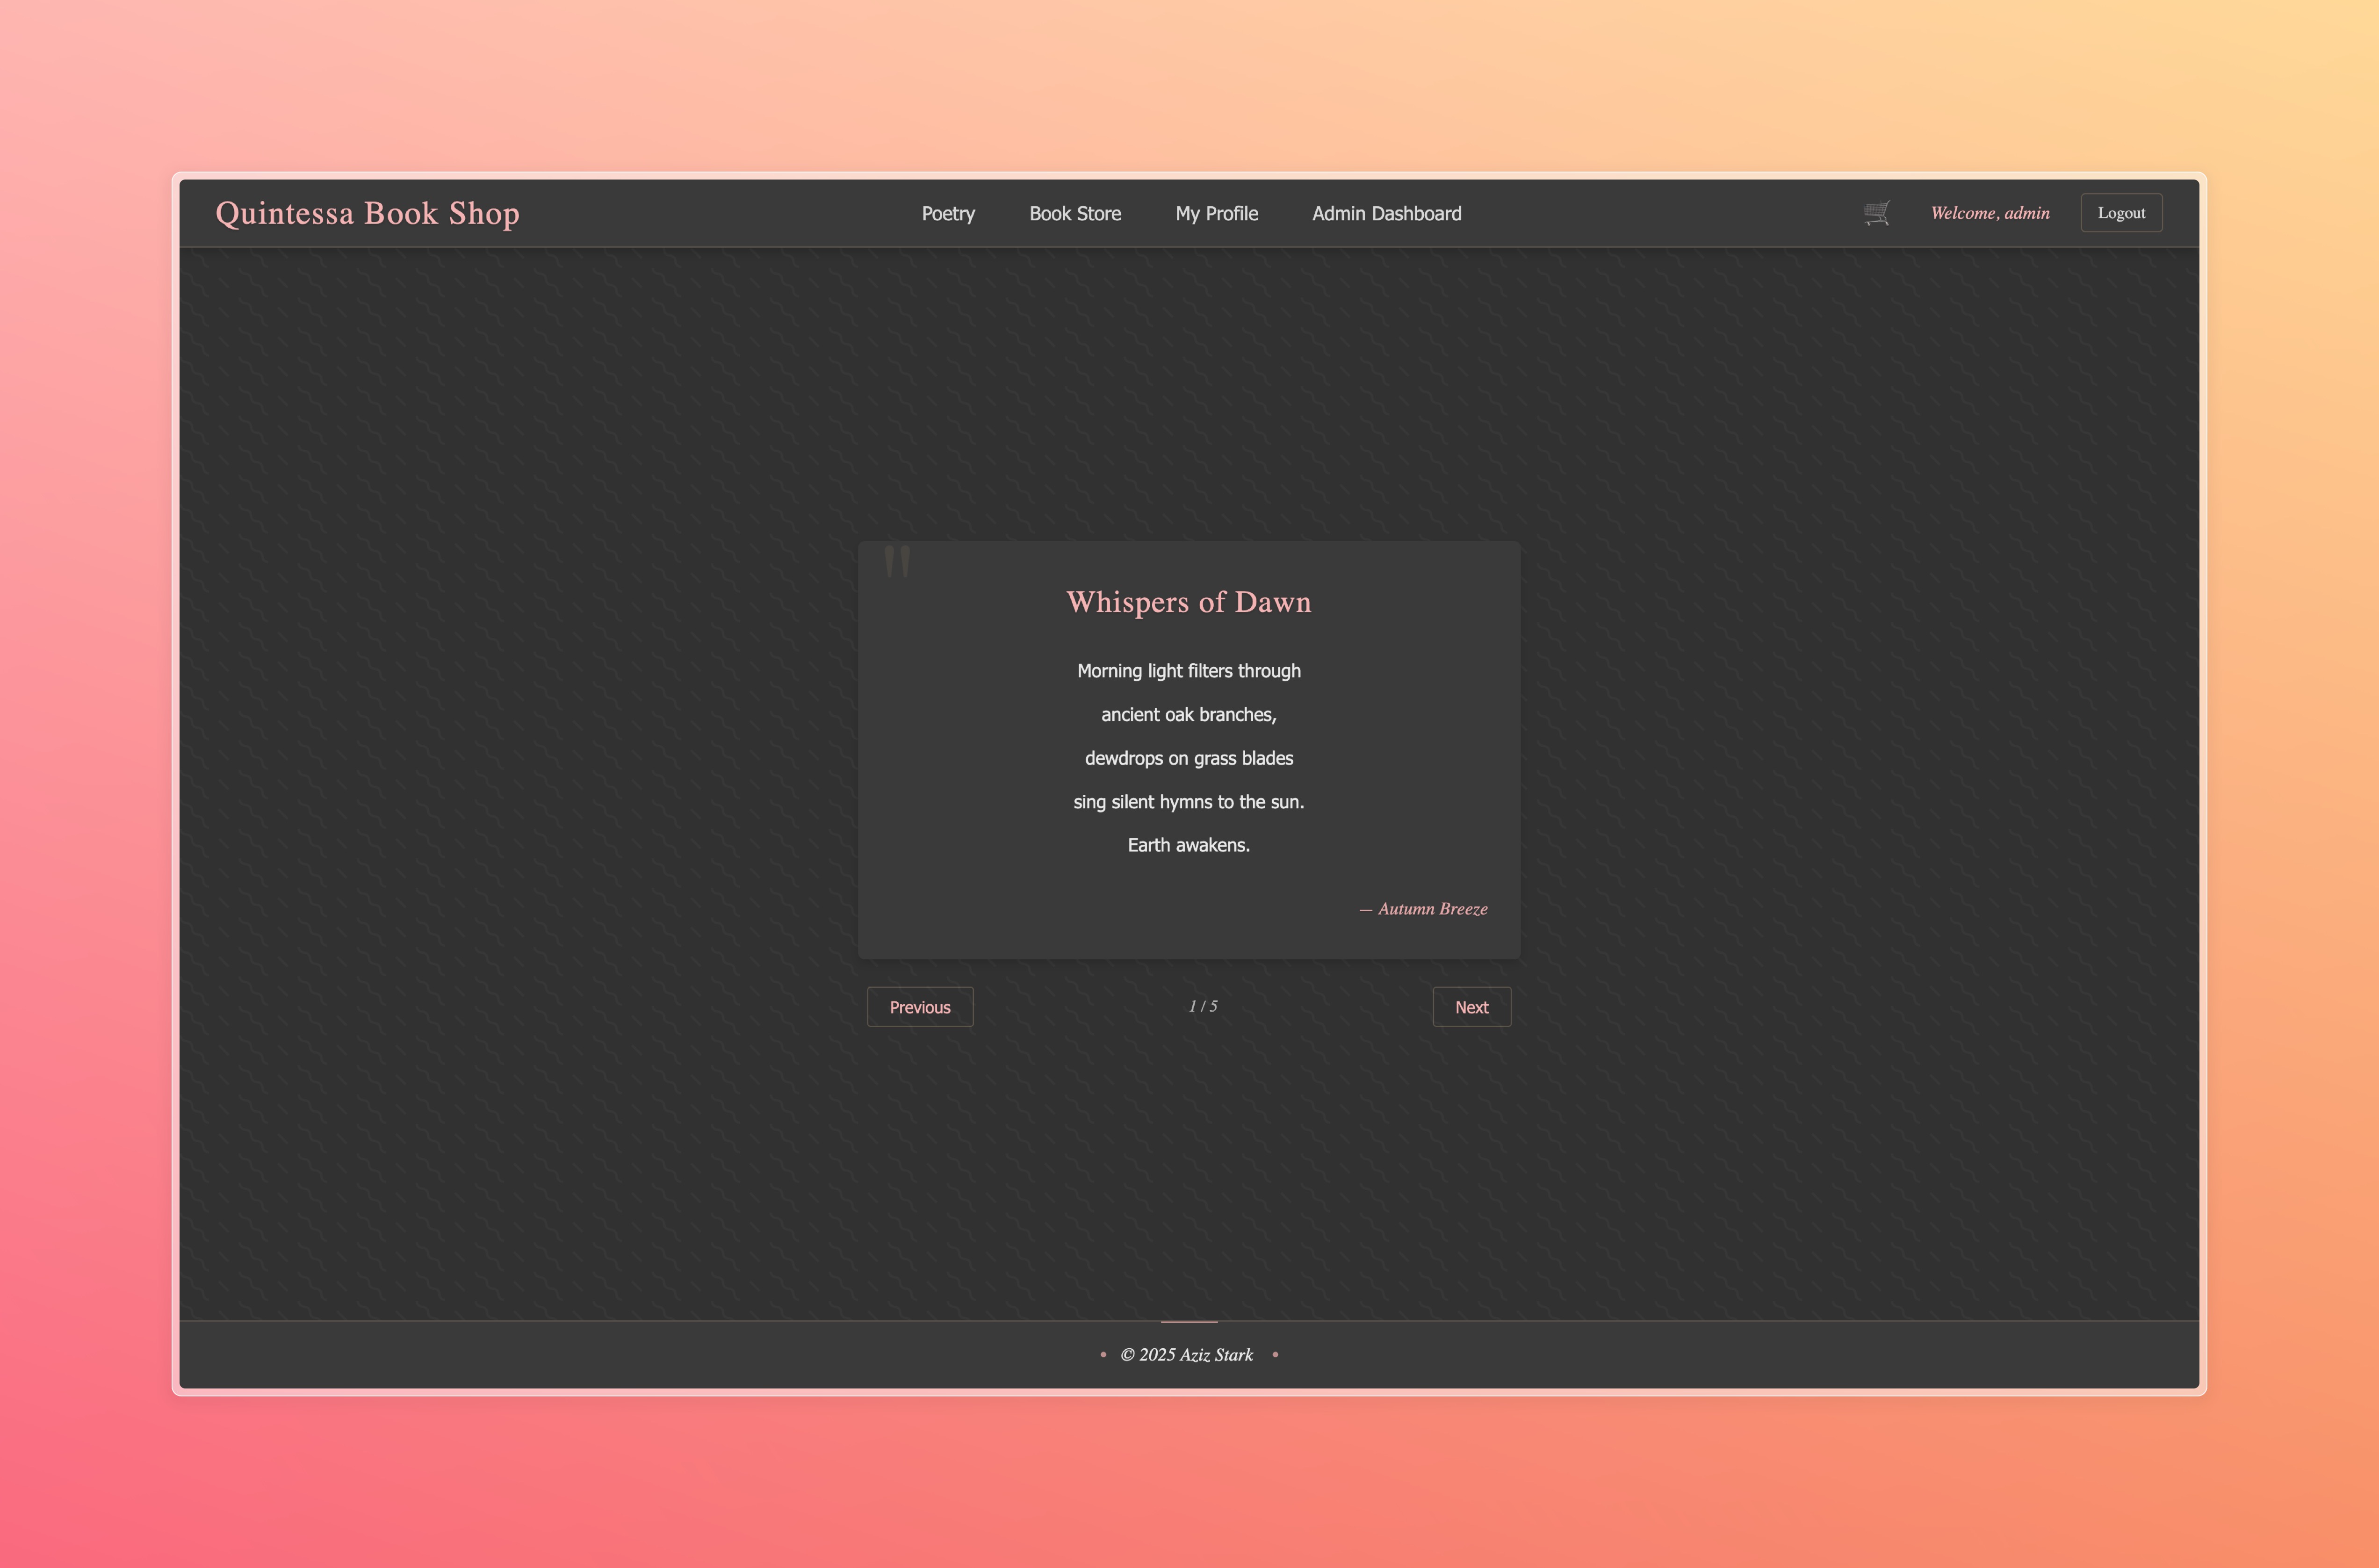 Quintessa Book Shop
Poetry
Book Store
My Profile
Admin Dashboard
Welcome, admin
Logout
"
Whispers of Dawn
Morning light filters through
ancient oak branches,
dewdrops on grass blades
sing silent hymns to the sun.
Earth awakens.
— Autumn Breeze
Previous
1 / 5
Next
• © 2025 Aziz Stark •